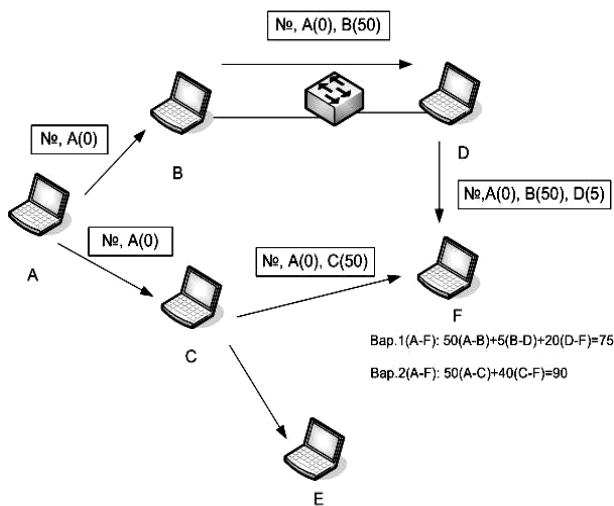 №, A(0), B(50)
№, A(0)
B
D
№,A(0), B(50), D(5)
№, A(0)
A
№, A(0), C(50)
F
C
Вар.1(A-F): 50(A-B)+5(B-D)+20(D-F)=75
Вар.2(A-F): 50(A-C)+40(C-F)=90
E